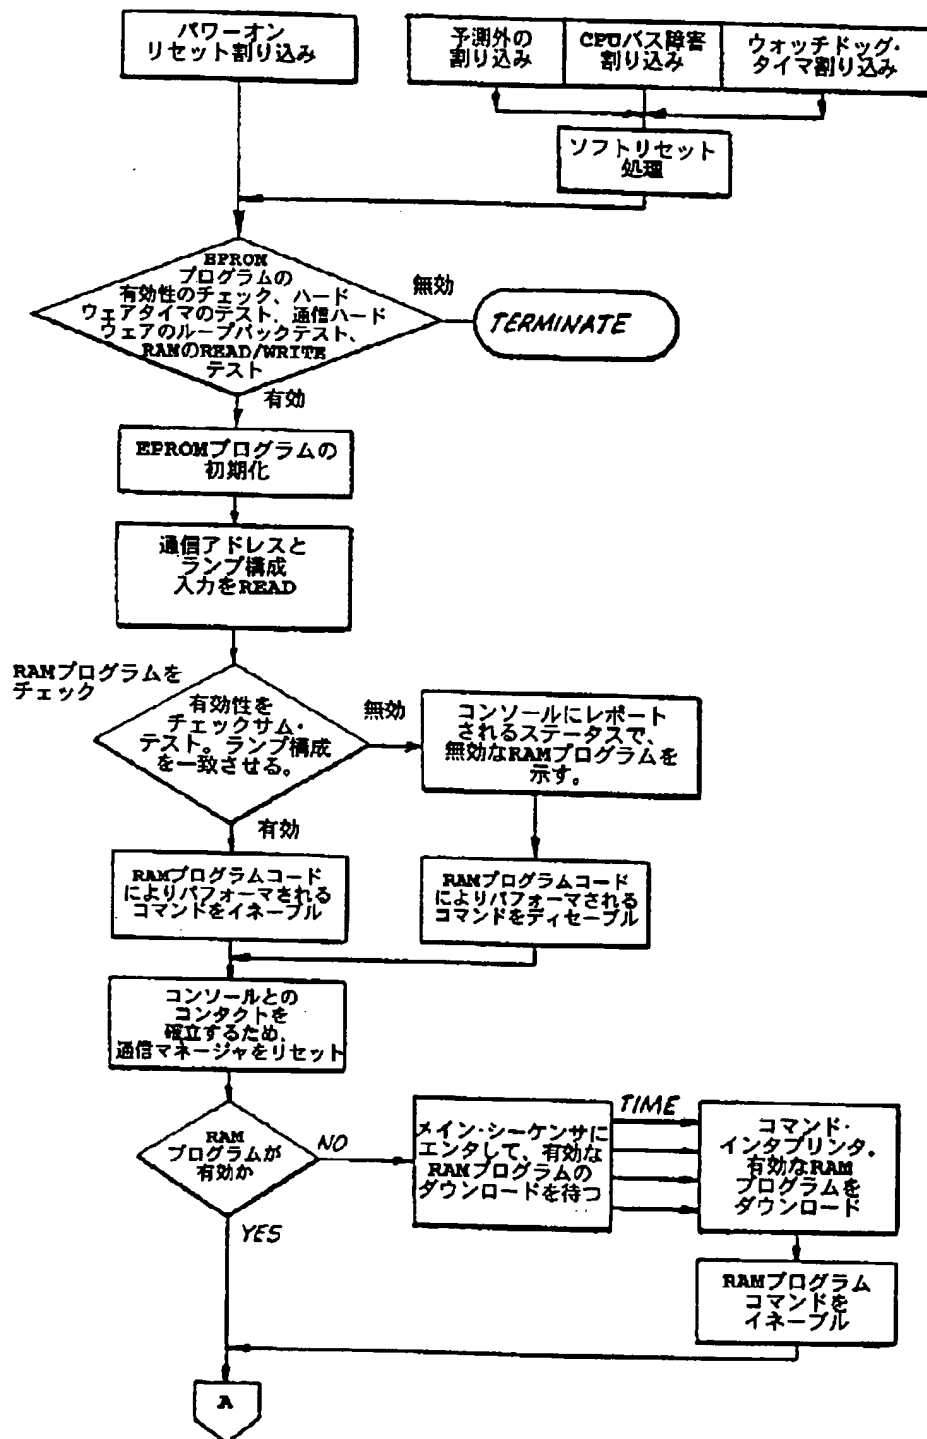 パワーオン
リセット割り込み
予測外の
割り込み
CPUバス障害
割り込み
ウォッチドッグ・
タイマ割り込み
ソフトリセット
処理
EPROM
プログラムの
有効性のチェック、ハード
ウェアタイマのテスト、通信ハード
ウェアのループバックテスト、
RAMのREAD/WRITE
テスト
無効
TERMINATE
有効
EPROMプログラムの
初期化
通信アドレスと
ランプ構成
入力をREAD
RAMプログラムを
チェック
有効性を
チェックサム・
テスト。ランプ構成
を一致させる。
無効
コンソールにレポート
されるステータスで、
無効なRAMプログラムを
示す。
有効
RAMプログラムコード
によりパフォーマされる
コマンドをイネーブル
RAMプログラムコード
によりパフォーマされる
コマンドをディセーブル
コンソールとの
コンタクトを
確立するため、
通信マネージャをリセット
RAM
プログラムが
有効か
NO
メイン・シーケンサに
エンタして、有効な
RAMプログラムの
ダウンロードを待つ
TIME
コマンド・
インタプリンタ。
有効なRAM
プログラムを
ダウンロード
YES
RAMプログラム
コマンドを
イネーブル
A